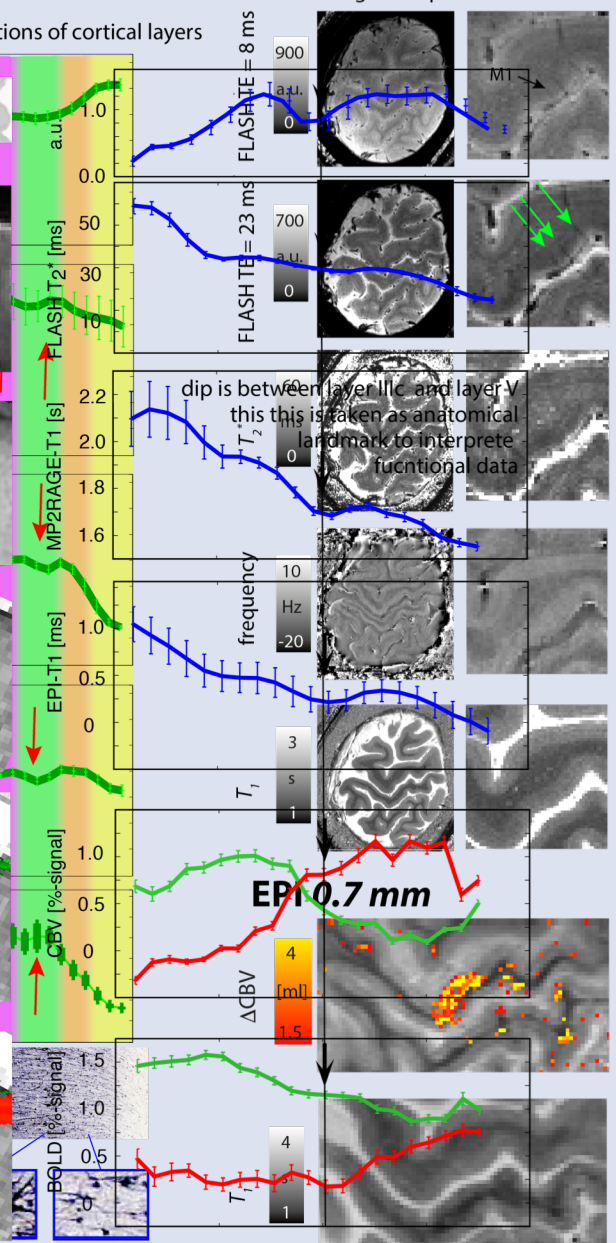 tions of cortical layers
FLASH TE = 8 ms
900
a.u.
0
M1
1.0
a.u.
0.0
FLASH TE = 23 ms
700
a.u.
0
50
30
10
FLASH T2* [ms]
dip is between layer IIIc and layer V
this this is taken as anatomical
landmark to interprete
fucntional data
T2*
60
ms
0
2.2
2.0
1.8
1.6
MP2RAGE-T1 [s]
frequency
10
Hz
-20
1.0
0.5
0
EPI-T1 [ms]
T1
3
s
1
EPI 0.7 mm
1.0
0.5
0
CBV [%-signal]
ΔCBV
4
[ml]
1.5
1.5
1.0
0.5
0
BOLD [%-signal]
T1
4
s
1